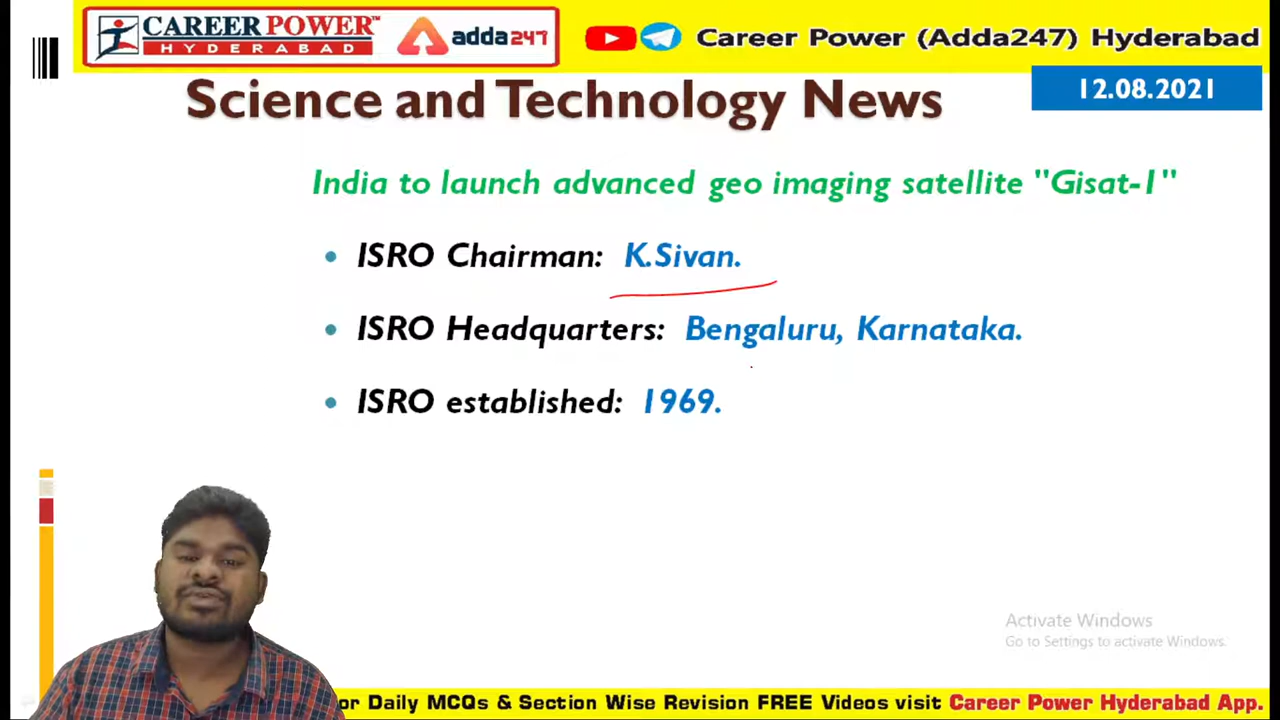 CAREER POWER™
HYDERABAD
adda247
Career Power (Adda247) Hyderabad
12.08.2021
Science and Technology News
India to launch advanced geo imaging satellite "Gisat-1"
• ISRO Chairman: K.Sivan.
• ISRO Headquarters: Bengaluru, Karnataka.
• ISRO established: 1969.
Activate Windows
Go to Settings to activate Windows.
or Daily MCQs & Section Wise Revision FREE Videos visit Career Power Hyderabad App.